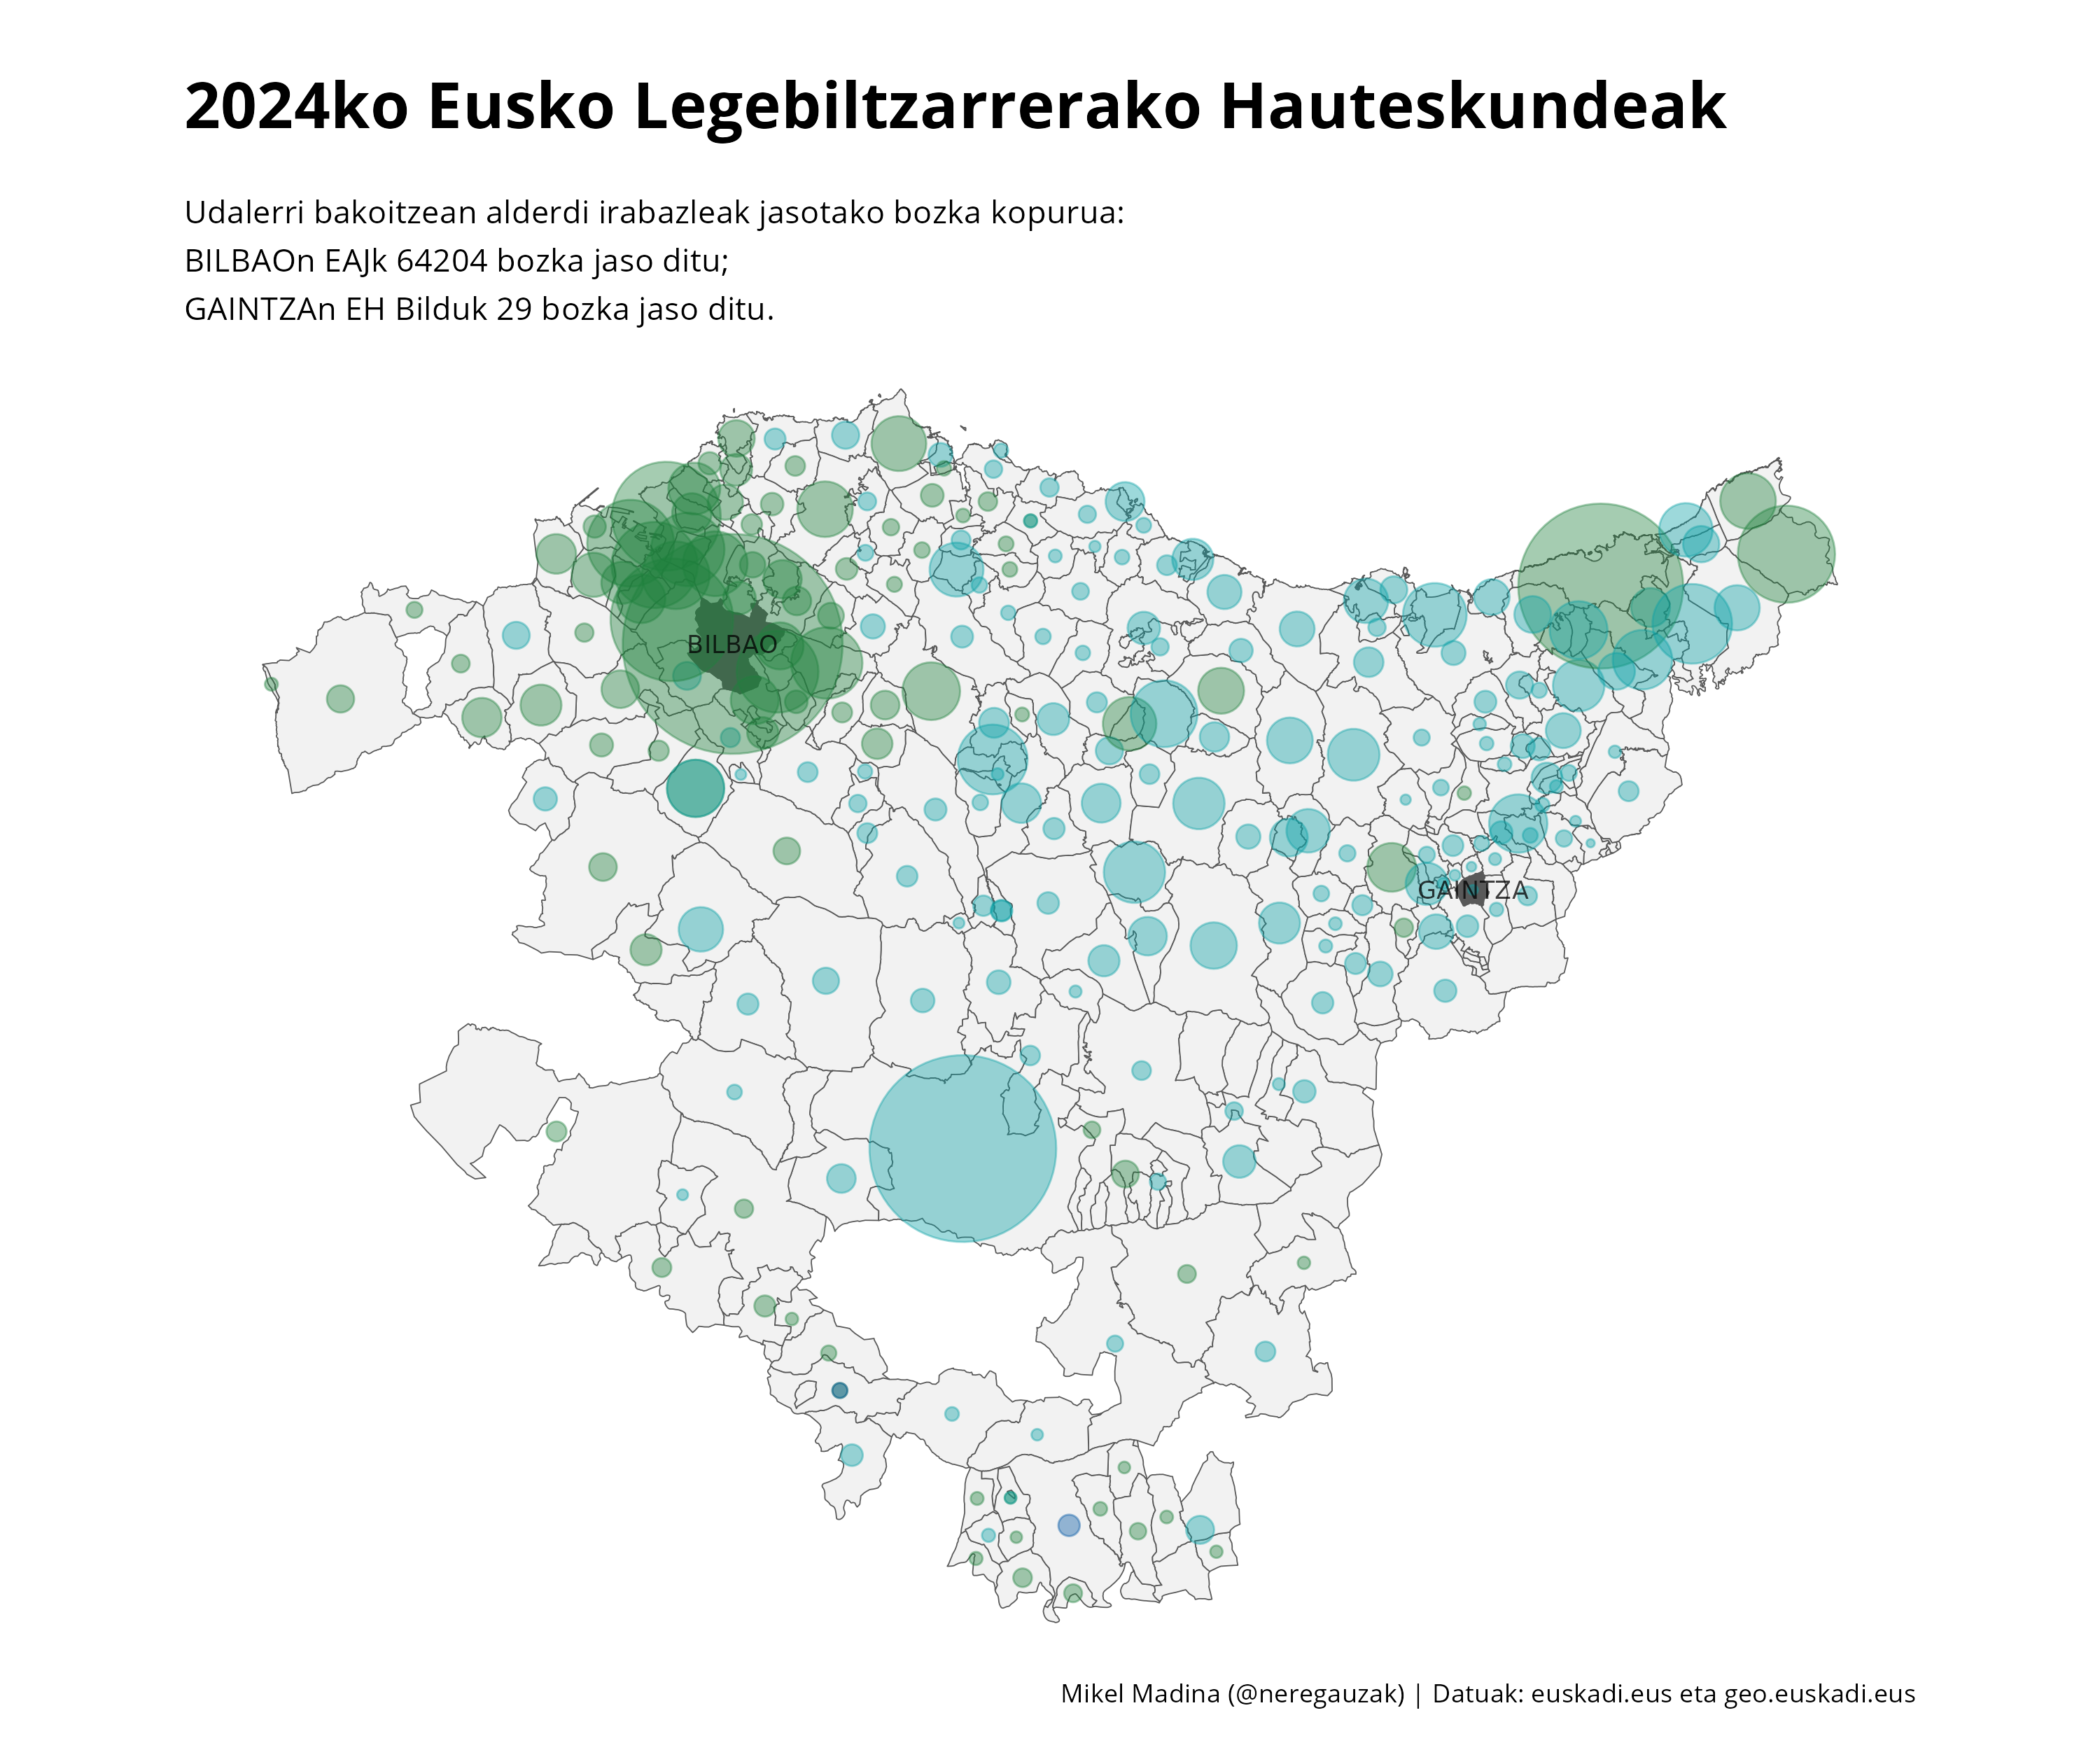 2024ko Eusko Legebiltzarrerako Hauteskundeak
Udalerri bakoitzean alderdi irabazleak jasotako bozka kopurua:
BILBAOn EAJk 64204 bozka jaso ditu;
GAINTZAn EH Bilduk 29 bozka jaso ditu.
BILBAO
GAINTZA
Mikel Madina (@neregauzak) | Datuak: euskadi.eus eta geo.euskadi.eus